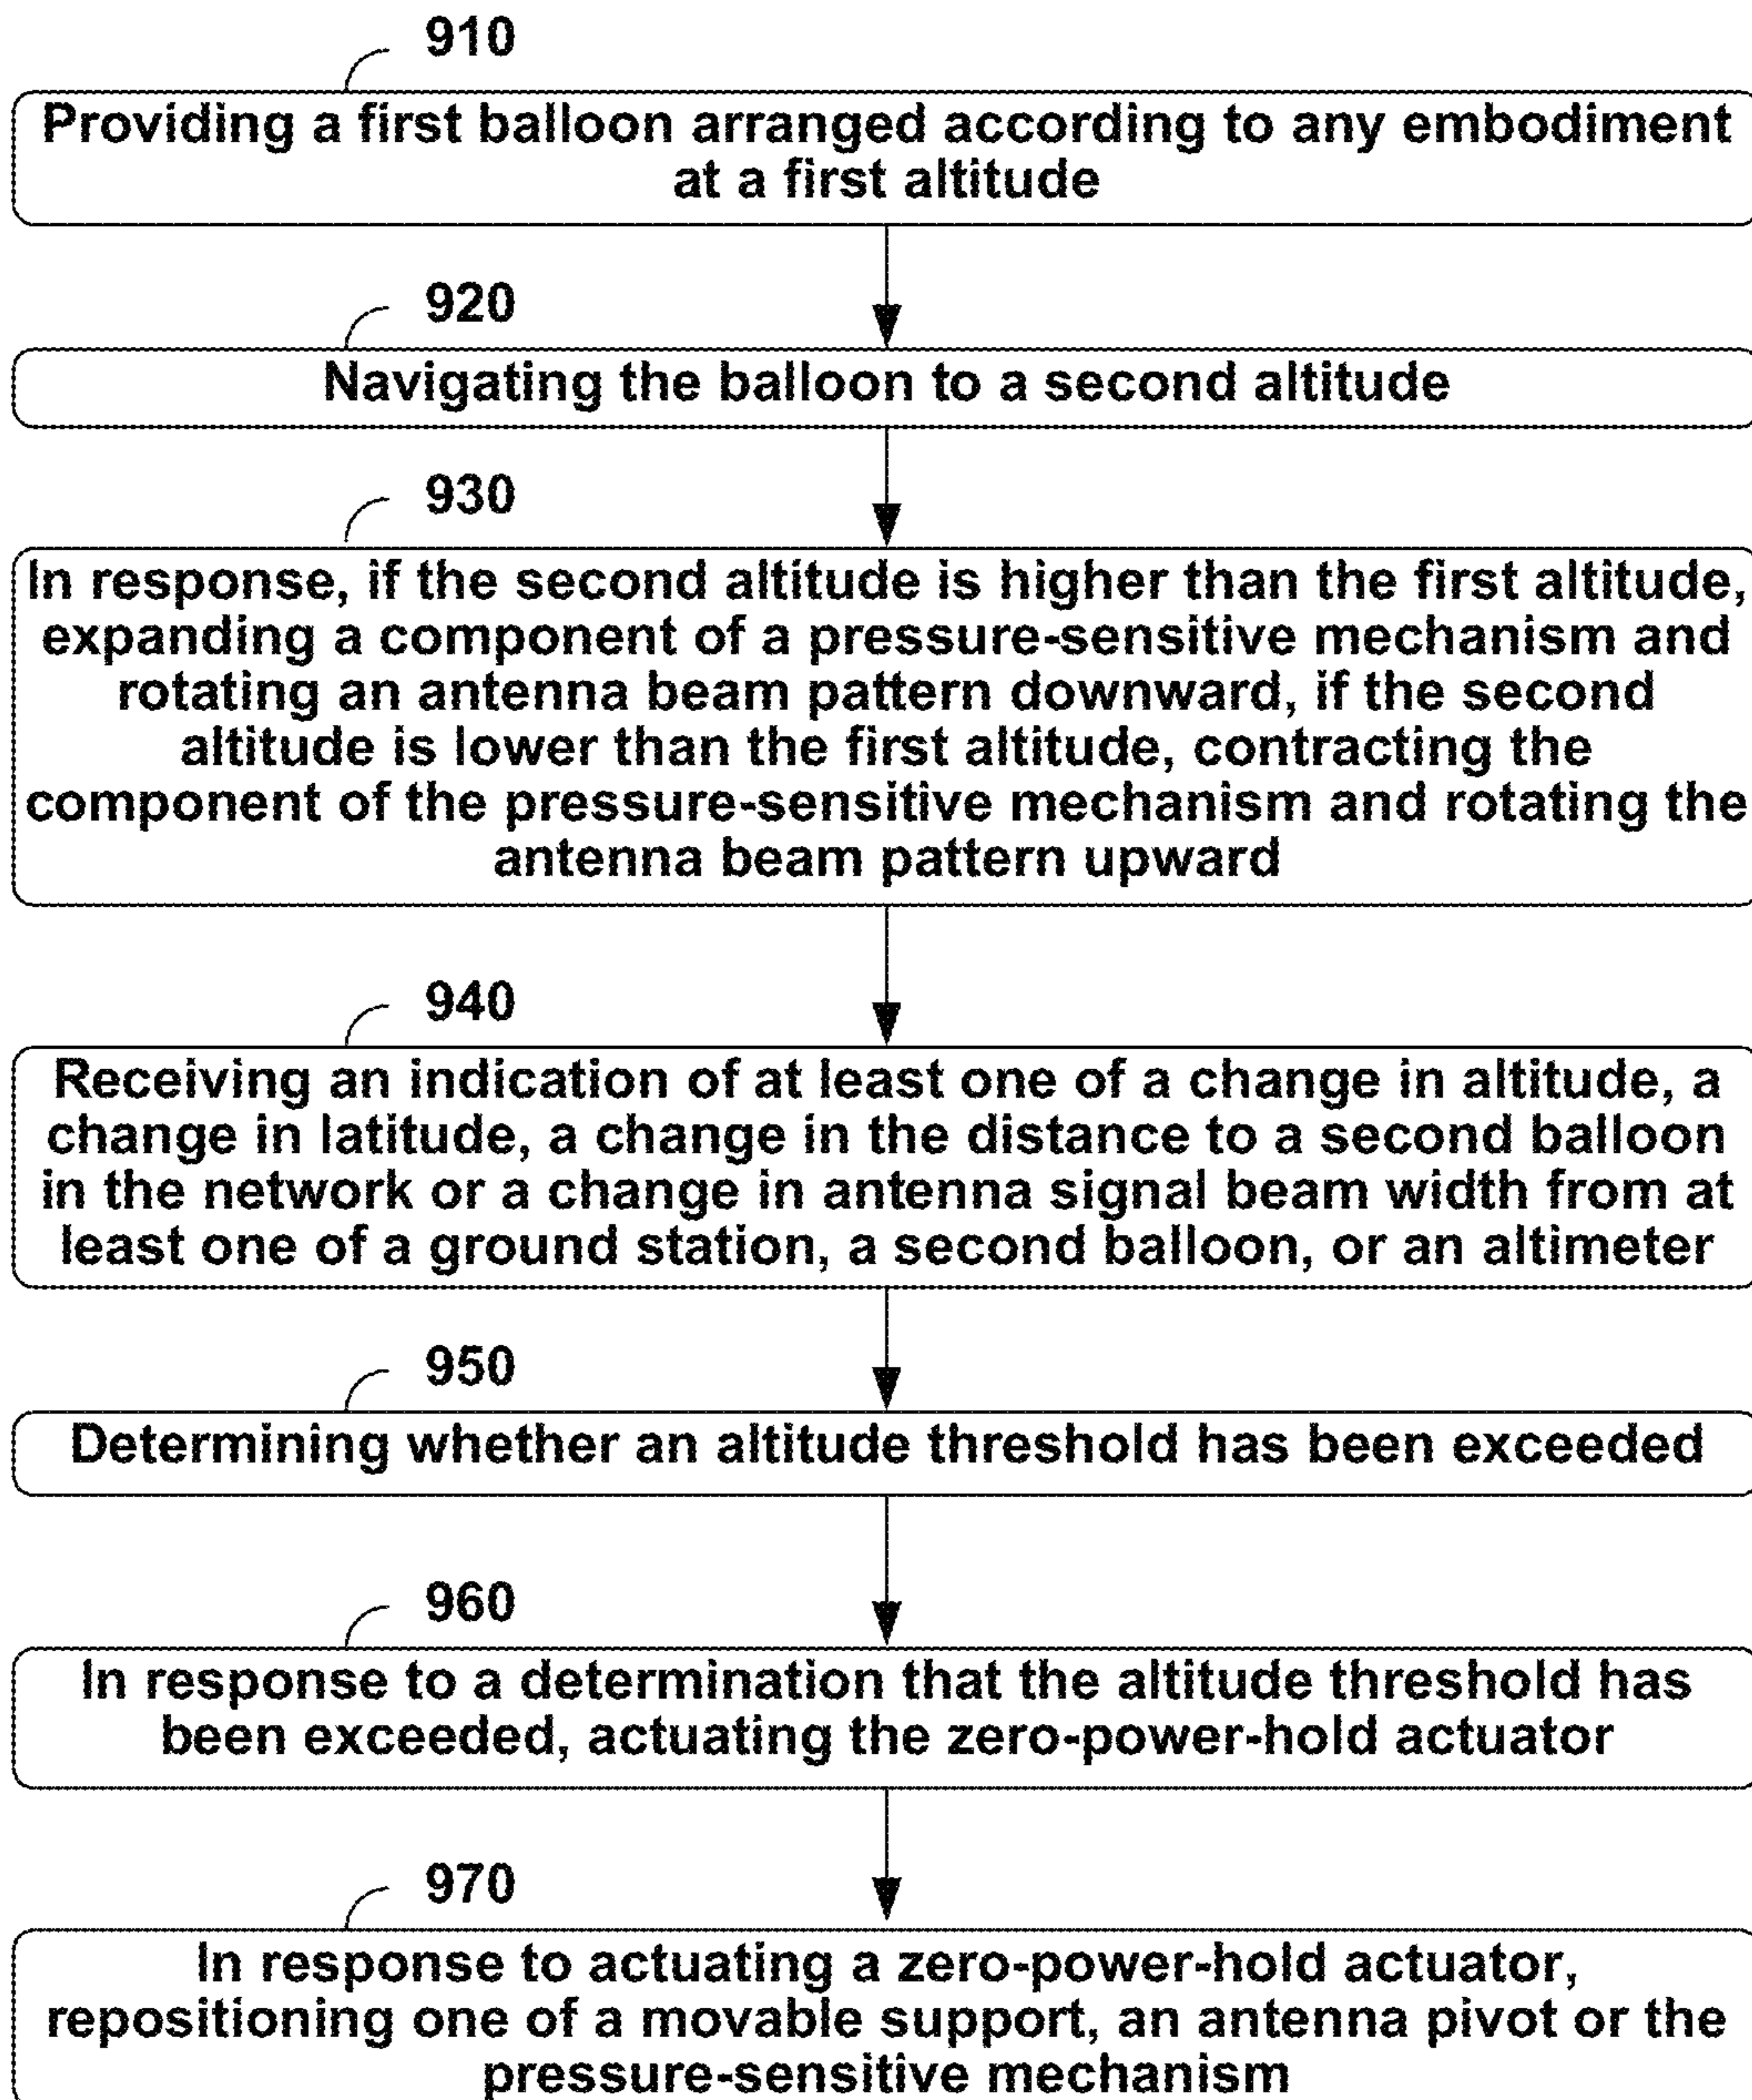 910
Providing a first balloon arranged according to any embodiment
at a first altitude
920
Navigating the balloon to a second altitude
930
In response, if the second altitude is higher than the first altitude,
expanding a component of a pressure-sensitive mechanism and
rotating an antenna beam pattern downward, if the second
altitude is lower than the first altitude, contracting the
component of the pressure-sensitive mechanism and rotating the
antenna beam pattern upward
940
Receiving an indication of at least one of a change in altitude, a
change in latitude, a change in the distance to a second balloon
in the network or a change in antenna signal beam width from at
least one of a ground station, a second balloon, or an altimeter
950
Determining whether an altitude threshold has been exceeded
960
In response to a determination that the altitude threshold has
been exceeded, actuating the zero-power-hold actuator
970
In response to actuating a zero-power-hold actuator,
repositioning one of a movable support, an antenna pivot or the
pressure-sensitive mechanism